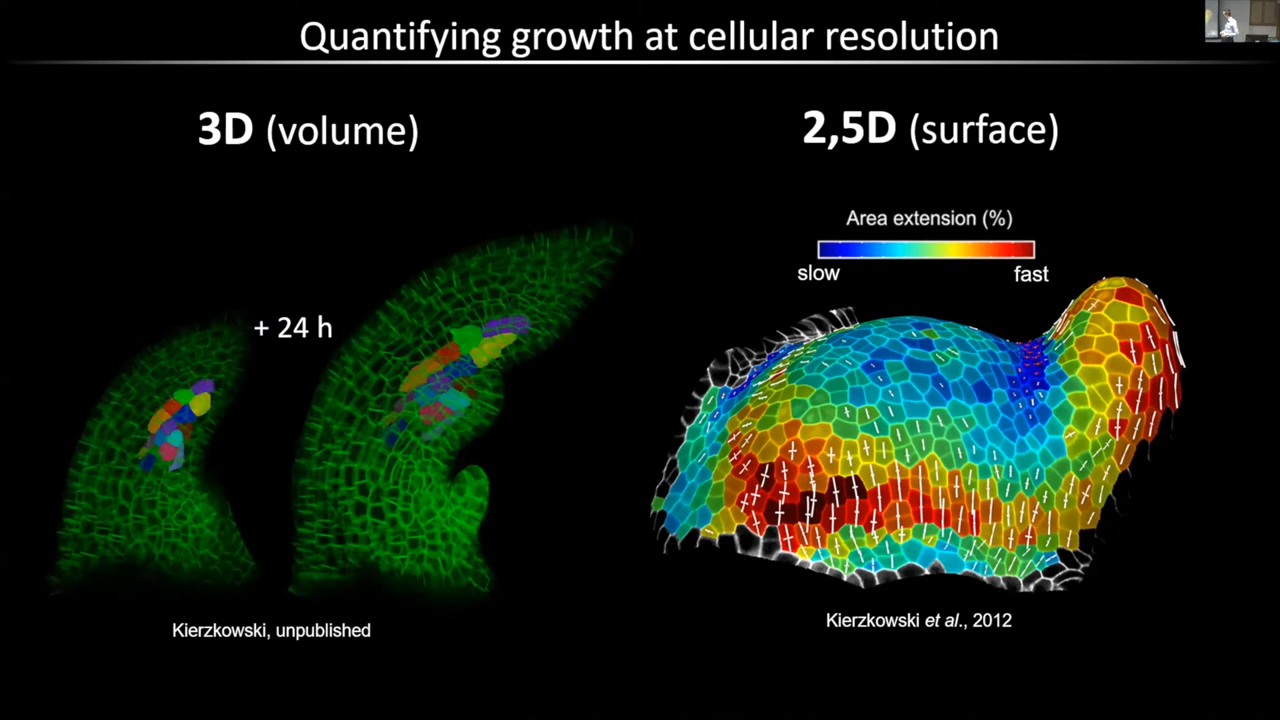 Quantifying growth at cellular resolution
3D (volume)
2,5D (surface)
Area extension (%)
slow
fast
+ 24 h
Kierzkowski, unpublished
Kierzkowski et al., 2012